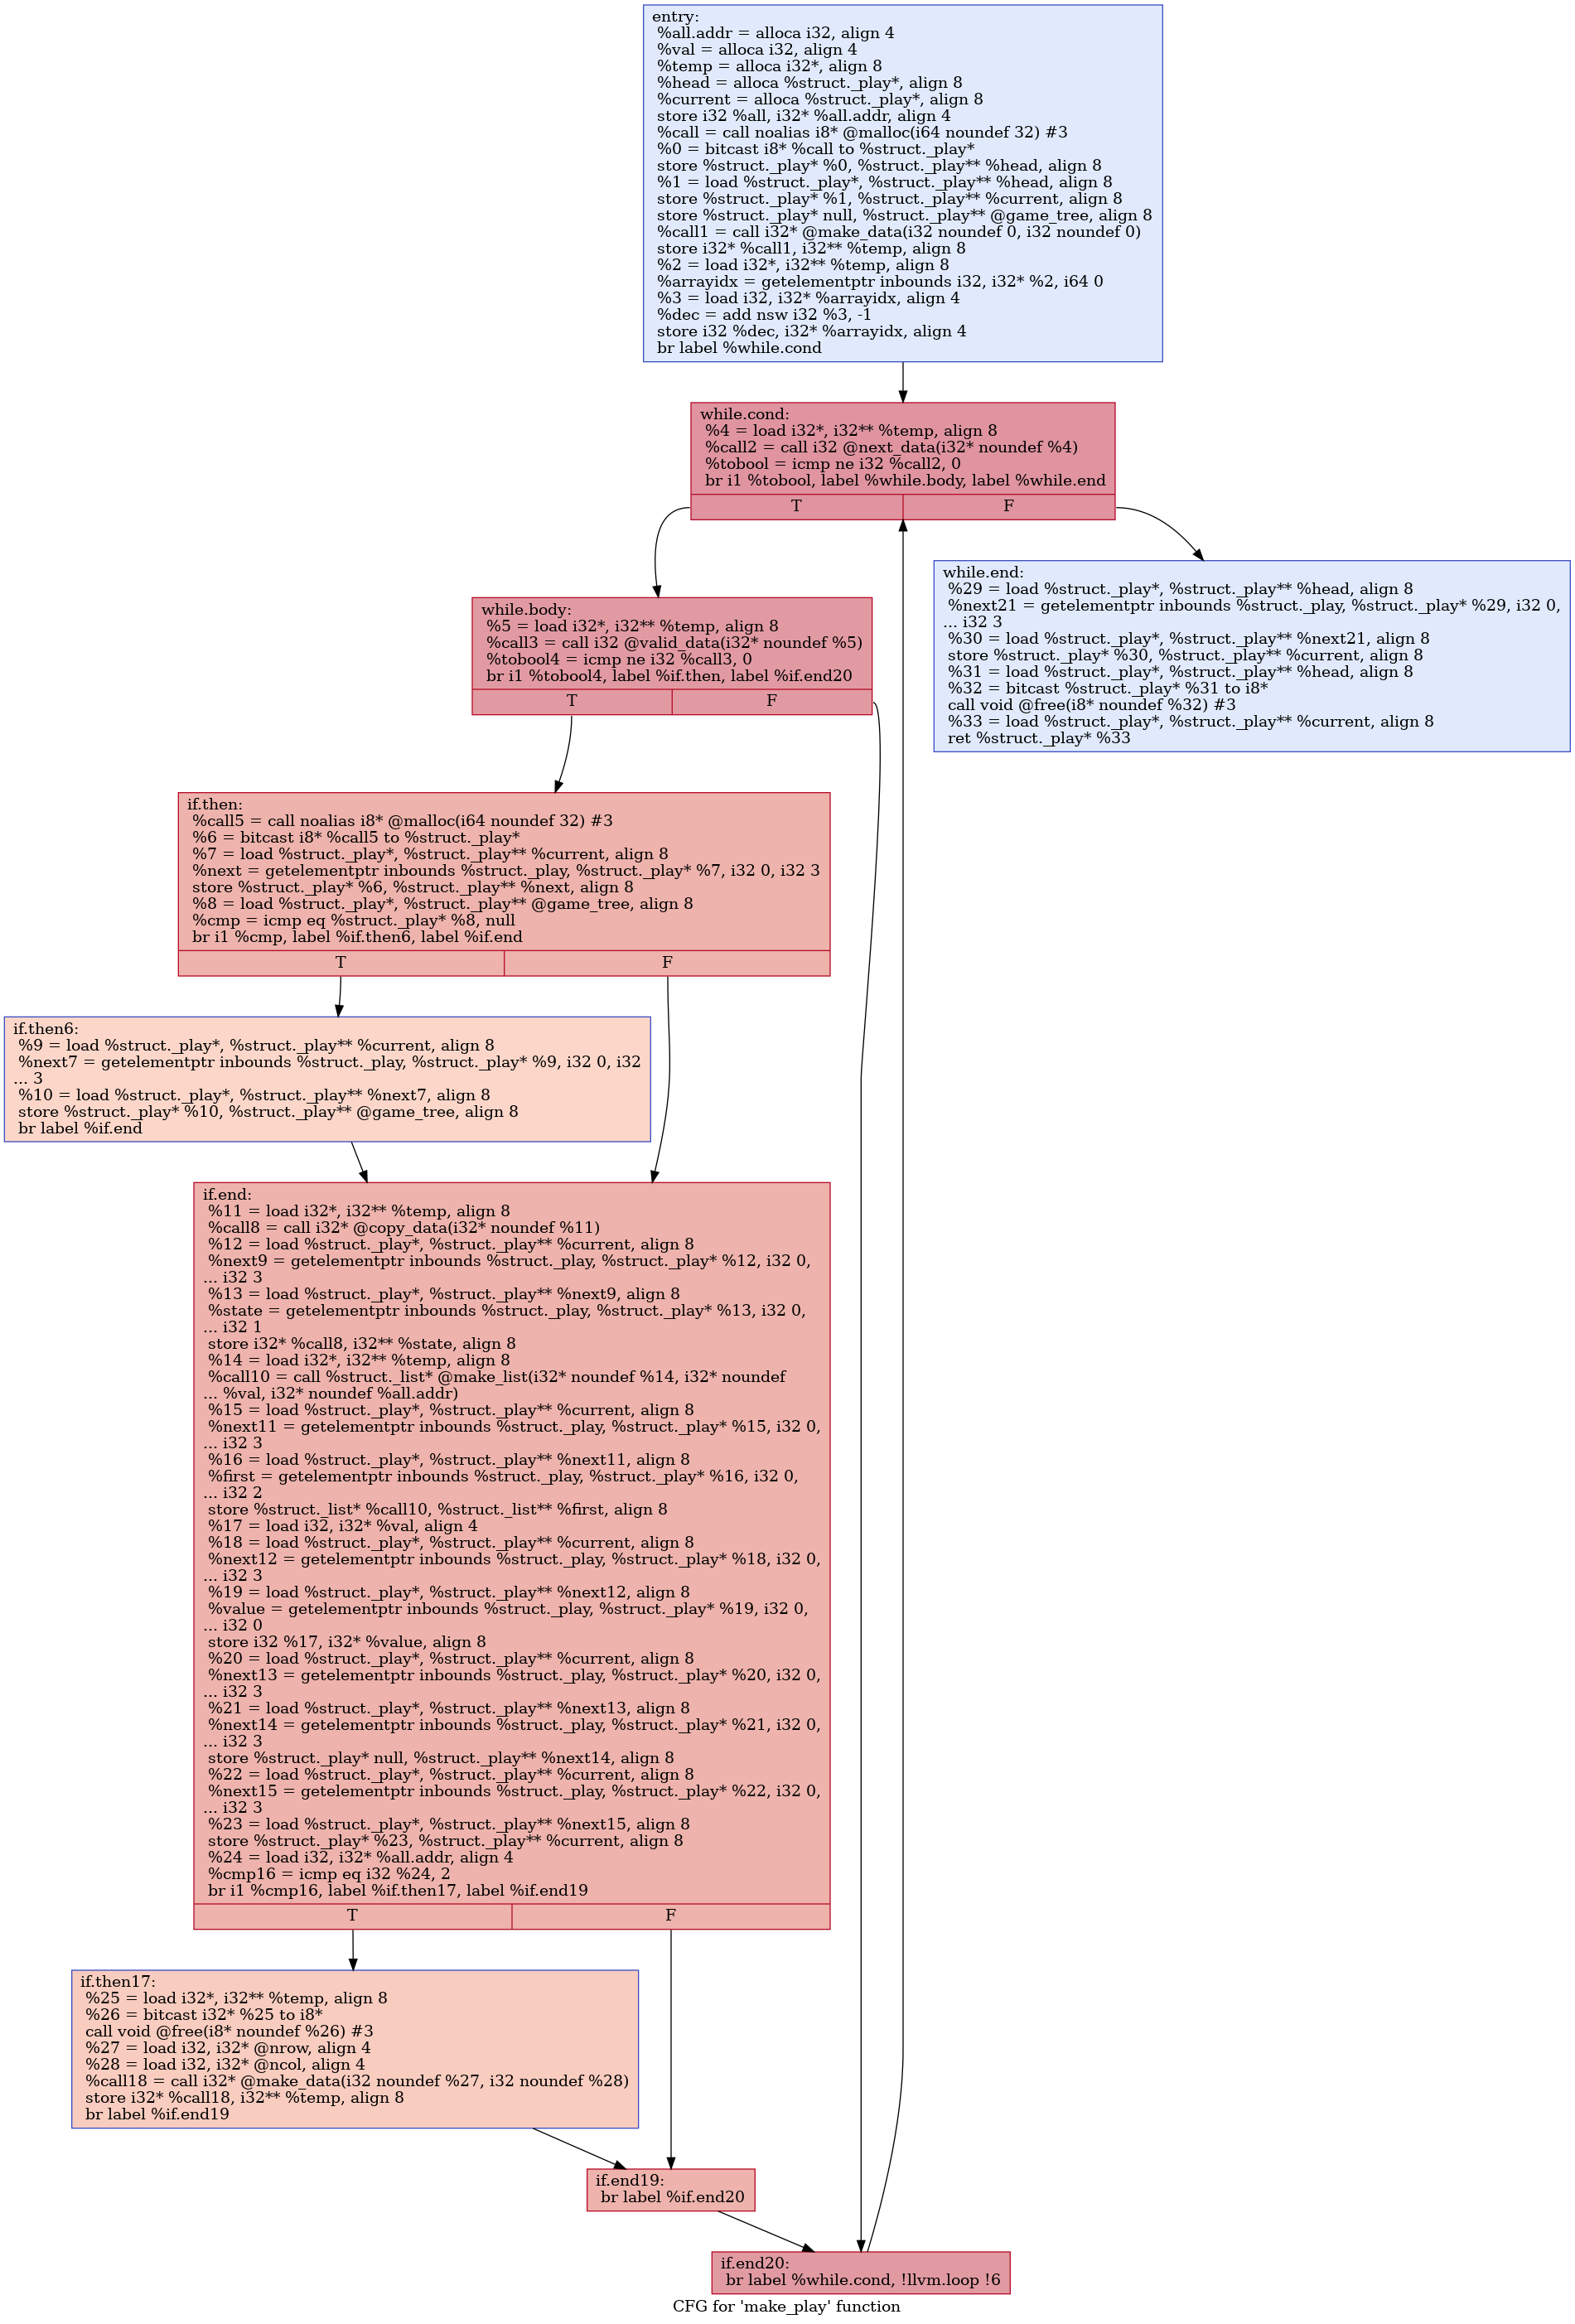 entry:
%all.addr = alloca i32, align 4
%val = alloca i32, align 4
%temp = alloca i32*, align 8
%head = alloca %struct._play*, align 8
%current = alloca %struct._play*, align 8
store i32 %all, i32* %all.addr, align 4
%call = call noalias i8* @malloc(i64 noundef 32) #3
%0 = bitcast i8* %call to %struct._play*
store %struct._play* %0, %struct._play** %head, align 8
%1 = load %struct._play*, %struct._play** %head, align 8
store %struct._play* %1, %struct._play** %current, align 8
store %struct._play* null, %struct._play** @game_tree, align 8
%call1 = call i32* @make_data(i32 noundef 0, i32 noundef 0)
store i32* %call1, i32** %temp, align 8
%2 = load i32*, i32** %temp, align 8
%arrayidx = getelementptr inbounds i32, i32* %2, i64 0
%3 = load i32, i32* %arrayidx, align 4
%dec = add nsw i32 %3, -1
store i32 %dec, i32* %arrayidx, align 4
br label %while.cond
while.cond:
%4 = load i32*, i32** %temp, align 8
%call2 = call i32 @next_data(i32* noundef %4)
%tobool = icmp ne i32 %call2, 0
br i1 %tobool, label %while.body, label %while.end
T F
while.end:
%29 = load %struct._play*, %struct._play** %head, align 8
%next21 = getelementptr inbounds %struct._play, %struct._play* %29, i32 0,
... i32 3
%30 = load %struct._play*, %struct._play** %next21, align 8
store %struct._play* %30, %struct._play** %current, align 8
%31 = load %struct._play*, %struct._play** %head, align 8
%32 = bitcast %struct._play* %31 to i8*
call void @free(i8* noundef %32) #3
%33 = load %struct._play*, %struct._play** %current, align 8
ret %struct._play* %33
while.body:
%5 = load i32*, i32** %temp, align 8
%call3 = call i32 @valid_data(i32* noundef %5)
%tobool4 = icmp ne i32 %call3, 0
br i1 %tobool4, label %if.then, label %if.end20
T F
if.then:
%call5 = call noalias i8* @malloc(i64 noundef 32) #3
%6 = bitcast i8* %call5 to %struct._play*
%7 = load %struct._play*, %struct._play** %current, align 8
%next = getelementptr inbounds %struct._play, %struct._play* %7, i32 0, i32 3
store %struct._play* %6, %struct._play** %next, align 8
%8 = load %struct._play*, %struct._play** @game_tree, align 8
%cmp = icmp eq %struct._play* %8, null
br i1 %cmp, label %if.then6, label %if.end
T F
if.then6:
%9 = load %struct._play*, %struct._play** %current, align 8
%next7 = getelementptr inbounds %struct._play, %struct._play* %9, i32 0, i32
... 3
%10 = load %struct._play*, %struct._play** %next7, align 8
store %struct._play* %10, %struct._play** @game_tree, align 8
br label %if.end
if.end:
%11 = load i32*, i32** %temp, align 8
%call8 = call i32* @copy_data(i32* noundef %11)
%12 = load %struct._play*, %struct._play** %current, align 8
%next9 = getelementptr inbounds %struct._play, %struct._play* %12, i32 0,
... i32 3
%13 = load %struct._play*, %struct._play** %next9, align 8
%state = getelementptr inbounds %struct._play, %struct._play* %13, i32 0,
... i32 1
store i32* %call8, i32** %state, align 8
%14 = load i32*, i32** %temp, align 8
%call10 = call %struct._list* @make_list(i32* noundef %14, i32* noundef
... %val, i32* noundef %all.addr)
%15 = load %struct._play*, %struct._play** %current, align 8
%next11 = getelementptr inbounds %struct._play, %struct._play* %15, i32 0,
... i32 3
%16 = load %struct._play*, %struct._play** %next11, align 8
%first = getelementptr inbounds %struct._play, %struct._play* %16, i32 0,
... i32 2
store %struct._list* %call10, %struct._list** %first, align 8
%17 = load i32, i32* %val, align 4
%18 = load %struct._play*, %struct._play** %current, align 8
%next12 = getelementptr inbounds %struct._play, %struct._play* %18, i32 0,
... i32 3
%19 = load %struct._play*, %struct._play** %next12, align 8
%value = getelementptr inbounds %struct._play, %struct._play* %19, i32 0,
... i32 0
store i32 %17, i32* %value, align 8
%20 = load %struct._play*, %struct._play** %current, align 8
%next13 = getelementptr inbounds %struct._play, %struct._play* %20, i32 0,
... i32 3
%21 = load %struct._play*, %struct._play** %next13, align 8
%next14 = getelementptr inbounds %struct._play, %struct._play* %21, i32 0,
... i32 3
store %struct._play* null, %struct._play** %next14, align 8
%22 = load %struct._play*, %struct._play** %current, align 8
%next15 = getelementptr inbounds %struct._play, %struct._play* %22, i32 0,
... i32 3
%23 = load %struct._play*, %struct._play** %next15, align 8
store %struct._play* %23, %struct._play** %current, align 8
%24 = load i32, i32* %all.addr, align 4
%cmp16 = icmp eq i32 %24, 2
br i1 %cmp16, label %if.then17, label %if.end19
T F
if.then17:
%25 = load i32*, i32** %temp, align 8
%26 = bitcast i32* %25 to i8*
call void @free(i8* noundef %26) #3
%27 = load i32, i32* @nrow, align 4
%28 = load i32, i32* @ncol, align 4
%call18 = call i32* @make_data(i32 noundef %27, i32 noundef %28)
store i32* %call18, i32** %temp, align 8
br label %if.end19
if.end19:
br label %if.end20
if.end20:
br label %while.cond, !llvm.loop !6
CFG for 'make_play' function